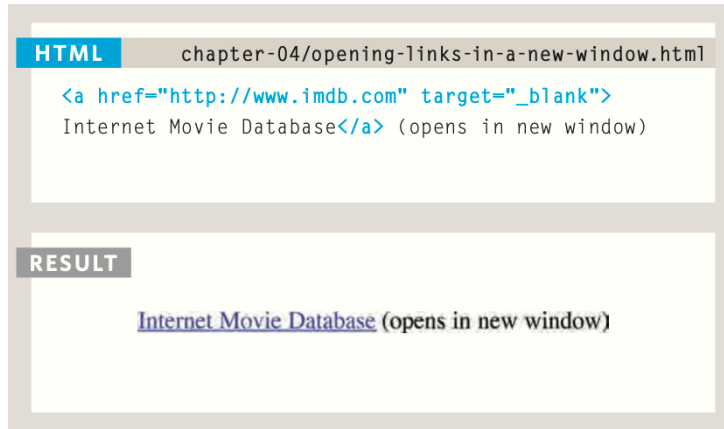 HTML
chapter-04/opening-links-in-a-new-window.html
<a href="http://www.imdb.com" target="_blank">
Internet Movie Database</a> (opens in new window)
RESULT
Internet Movie Database (opens in new window)